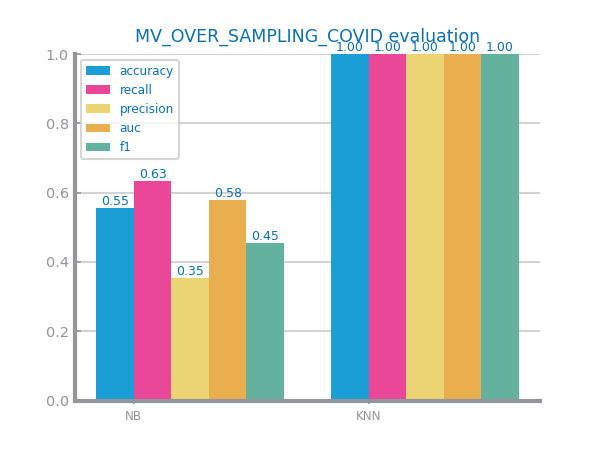 MV_OVER_SAMPLING_COVID evaluation
1.00 1.00 1.00 1.00 1.00
1.0
accuracy
recall
precision
auc
f1
0.8
0.63
0.6
0.55
0.58
0.45
0.4
0.35
0.2
0.0
NB KNN